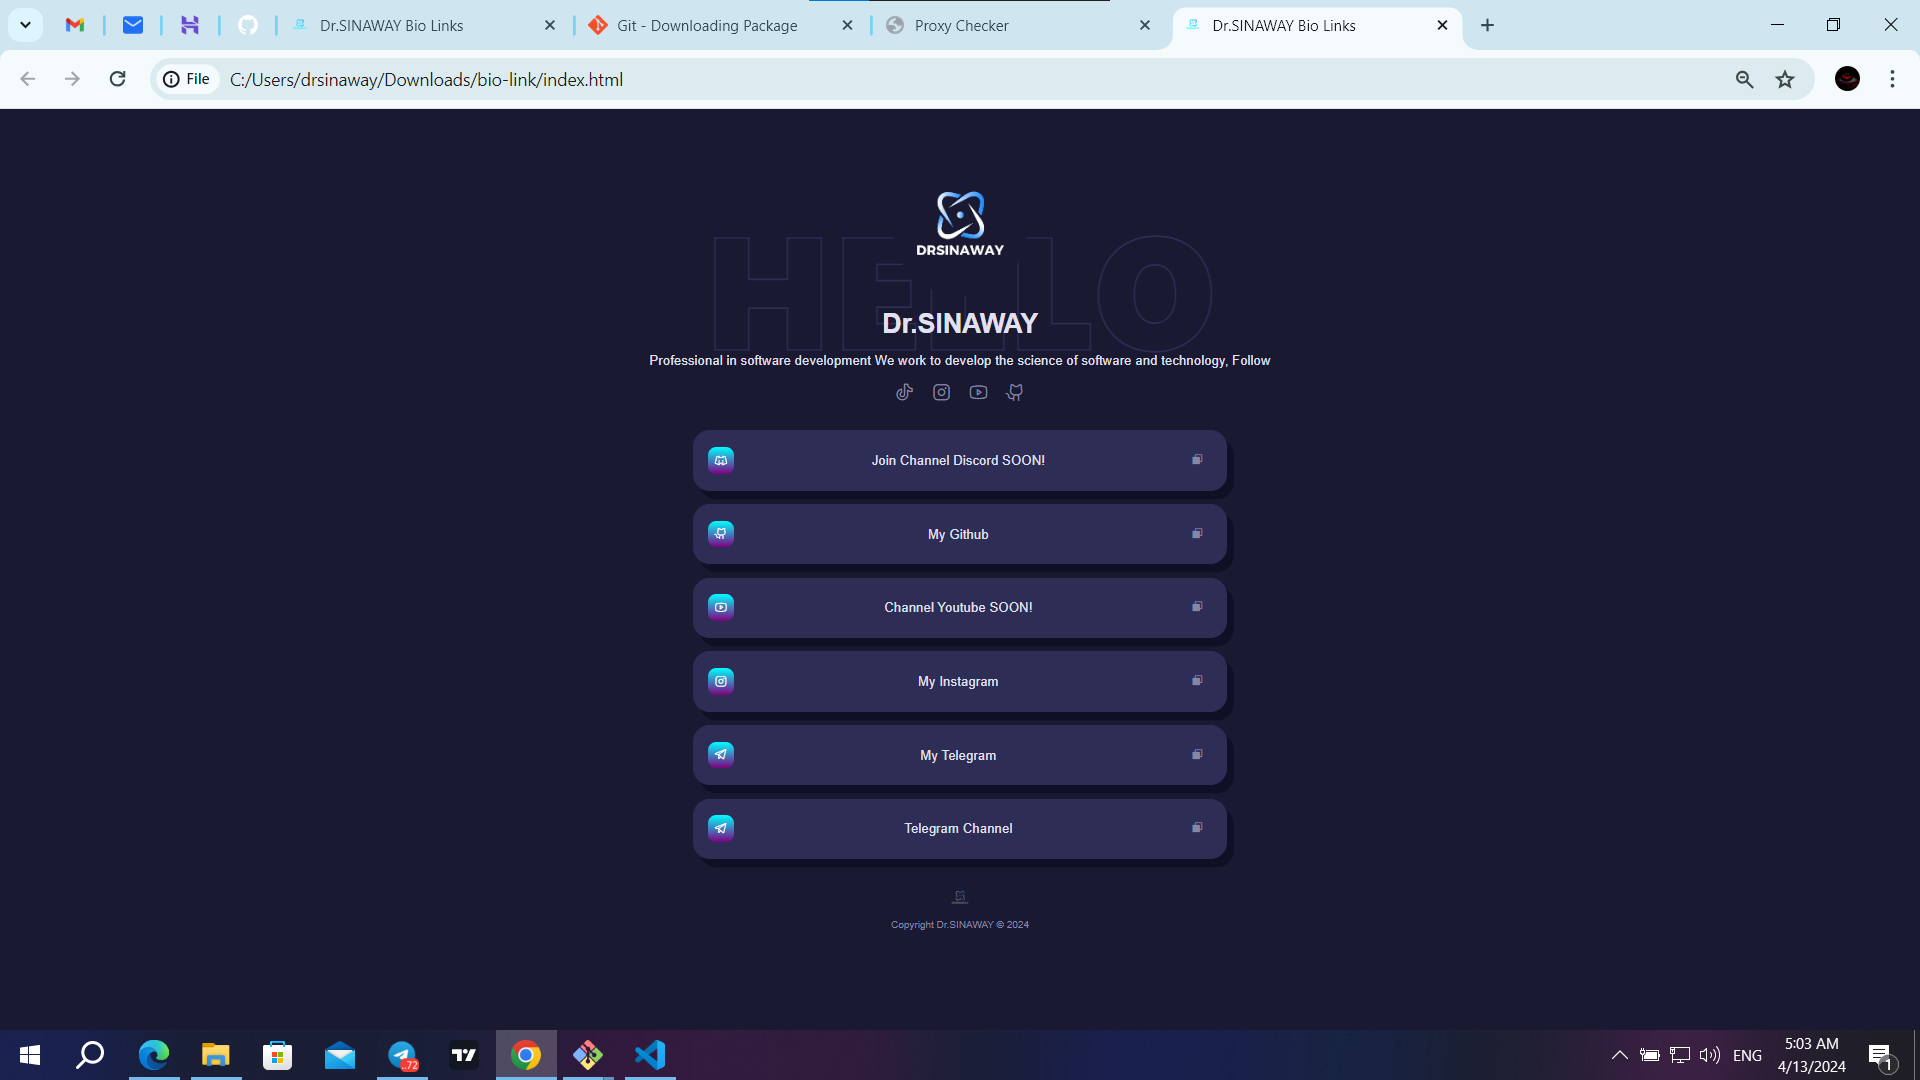 Dr.SINAWAY Bio Links
Git - Downloading Package
Proxy Checker
Dr.SINAWAY Bio Links
File
C:/Users/drsinaway/Downloads/bio-link/index.html
HELLO
DRSINAWAY
Dr.SINAWAY
Professional in software development We work to develop the science of software and technology, Follow
Join Channel Discord SOON!
My Github
Channel Youtube SOON!
My Instagram
My Telegram
Telegram Channel
Copyright Dr.SINAWAY © 2024
..72
ENG
5:03 AM
4/13/2024
1